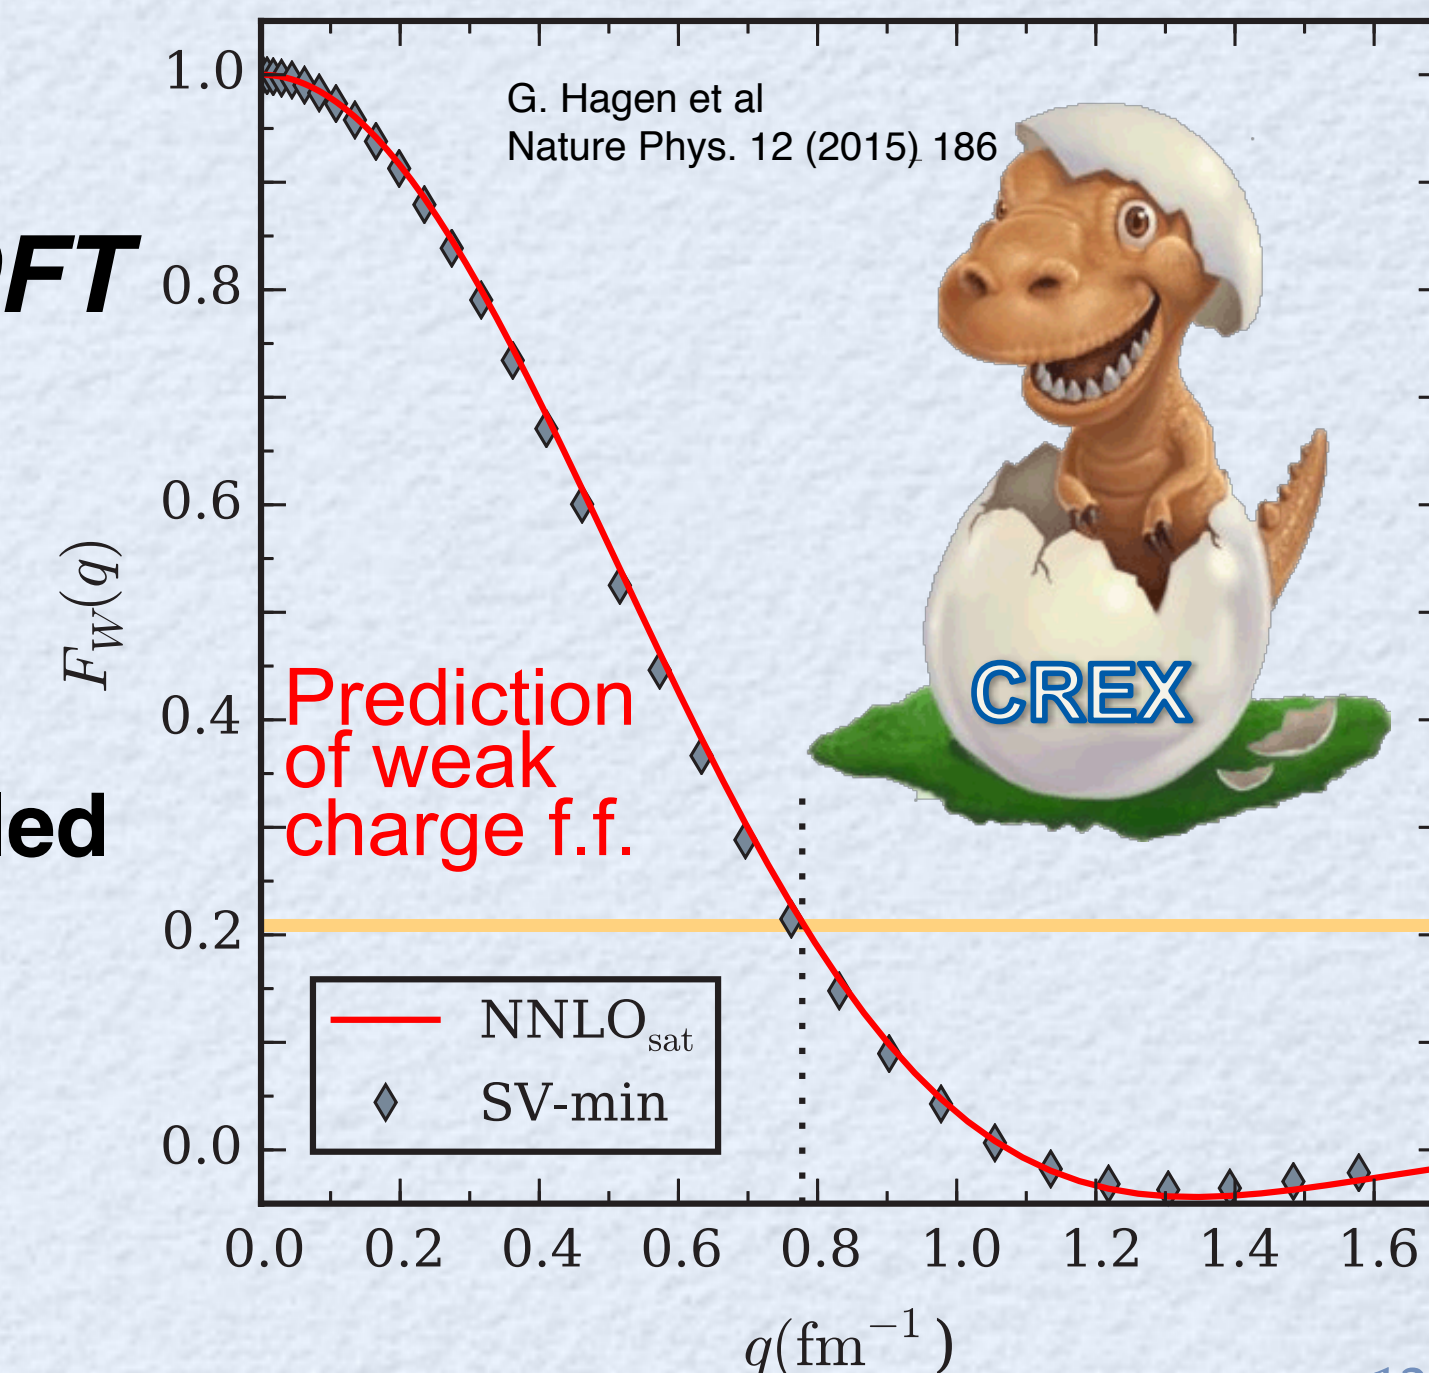 1.0
G. Hagen et al
Nature Phys. 12 (2015) 186
0.8
0.6
F_W(q)
Prediction
of weak
charge f.f.
0.4
CREX
0.2
NNLO_sat
SV-min
0.0
0.0 0.2 0.4 0.6 0.8 1.0 1.2 1.4 1.6
q(fm⁻¹)